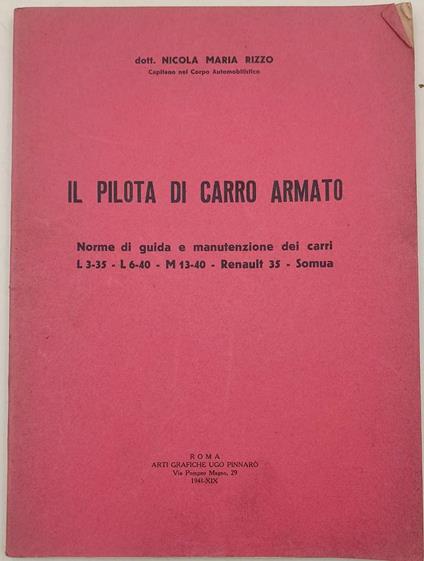 dott. NICOLA MARIA RIZZO
Capitano nel Corpo Automobilistico
IL PILOTA DI CARRO ARMATO
Norme di guida e manutenzione dei carri
L 3-35 - L 6-40 - M 13-40 - Renault 35 - Somua
ROMA
ARTI GRAFICHE UGO PINNARÒ
Via Pompeo Magno, 29
1941-XIX